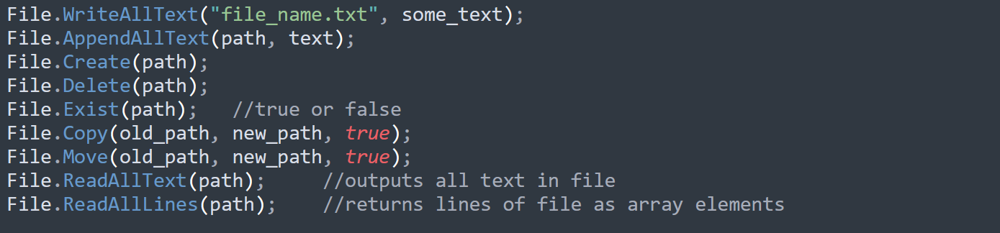 File.WriteAllText("file_name.txt", some_text);
File.AppendAllText(path, text);
File.Create(path);
File.Delete(path);
File.Exist(path);   //true or false
File.Copy(old_path, new_path, true);
File.Move(old_path, new_path, true);
File.ReadAllText(path);     //outputs all text in file
File.ReadAllLines(path);    //returns lines of file as array elements